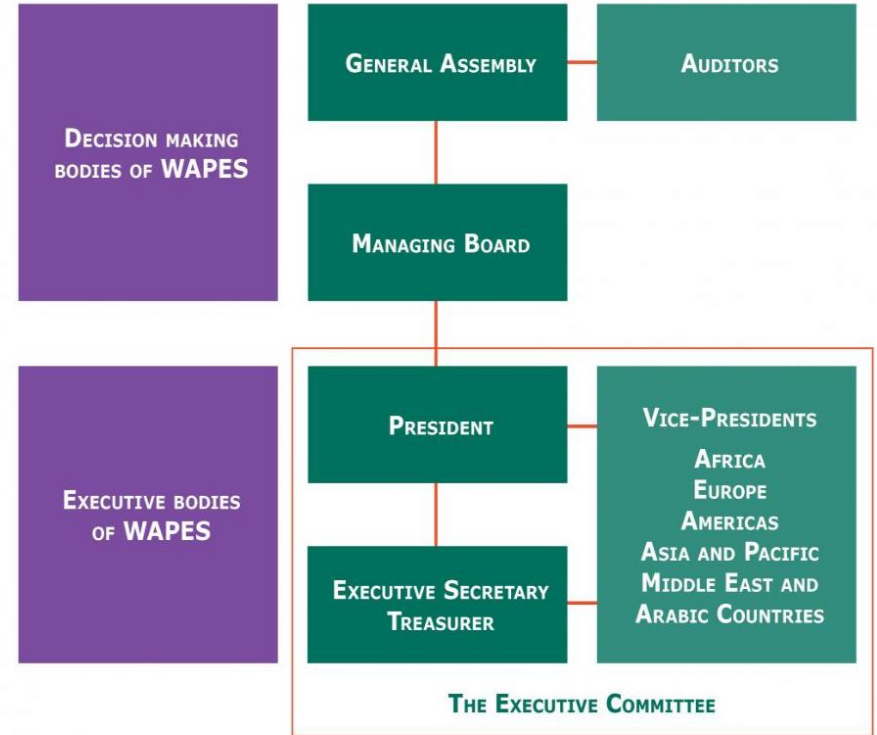 Decision making
bodies of WAPES
General Assembly
Auditors
Managing Board
Executive bodies
of WAPES
President
Vice-Presidents
Africa
Europe
Americas
Asia and Pacific
Middle East and
Arabic Countries
Executive Secretary
Treasurer
The Executive Committee